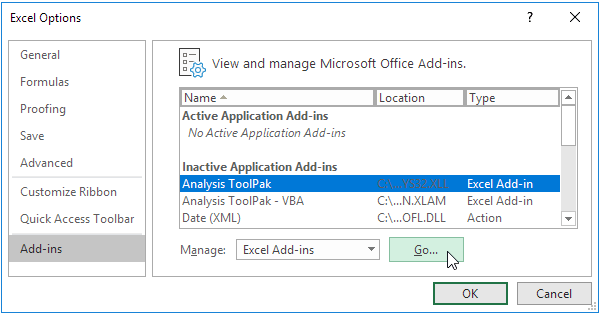 Excel Options
?
General
Formulas
Proofing
Save
Advanced
Customize Ribbon
Quick Access Toolbar
Add-ins
View and manage Microsoft Office Add-ins.
Name Location Type
Active Application Add-ins
No Active Application Add-ins
Inactive Application Add-ins
Analysis ToolPak Excel Add-in
Analysis ToolPak - VBA C:\...N.XLAM Excel Add-in
Date (XML) C:\...OFL.DLL Action
Manage: Excel Add-ins Go...
OK Cancel